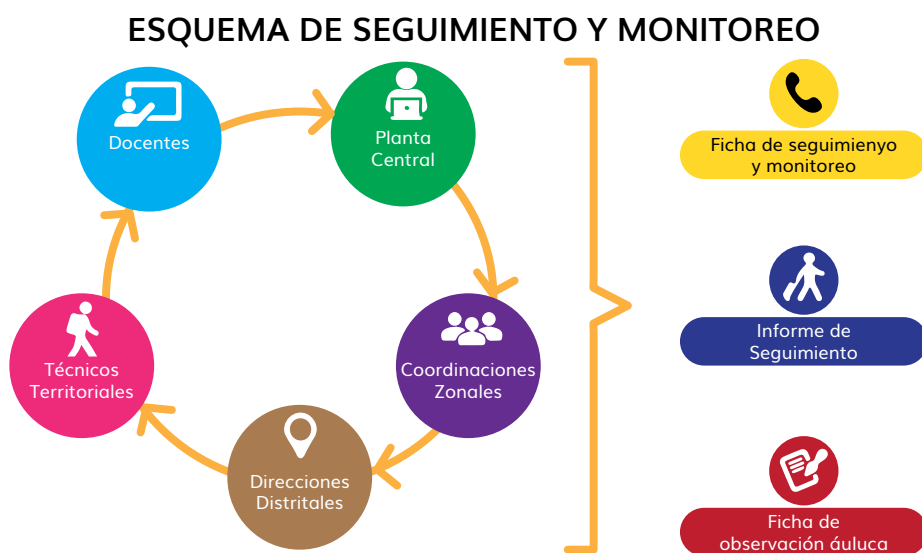 ESQUEMA DE SEGUIMIENTO Y MONITOREO
Docentes
Planta
Central
Coordinaciones
Zonales
Direcciones
Distritales
Técnicos
Territoriales
Ficha de seguimienyo
y monitoreo
Informe de
Seguimiento
Ficha de
observación áuluca